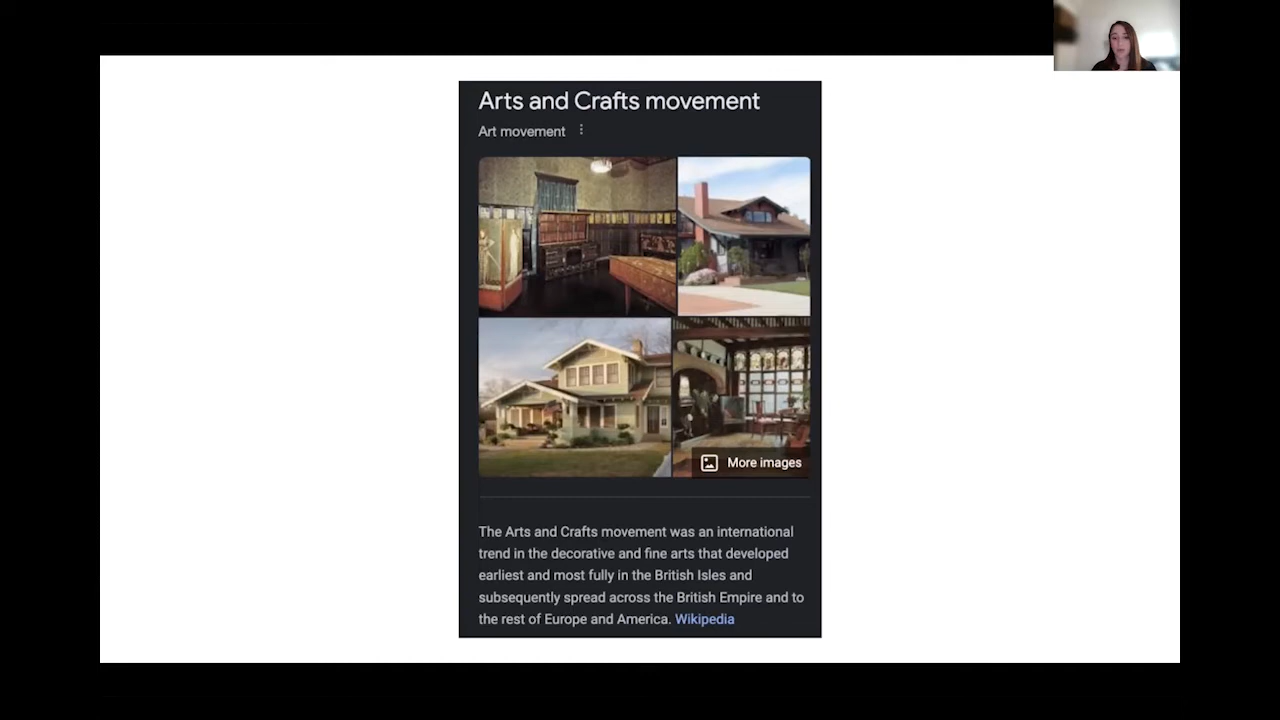 Arts and Crafts movement
Art movement
More images
The Arts and Crafts movement was an international
trend in the decorative and fine arts that developed
earliest and most fully in the British Isles and
subsequently spread across the British Empire and to
the rest of Europe and America. Wikipedia